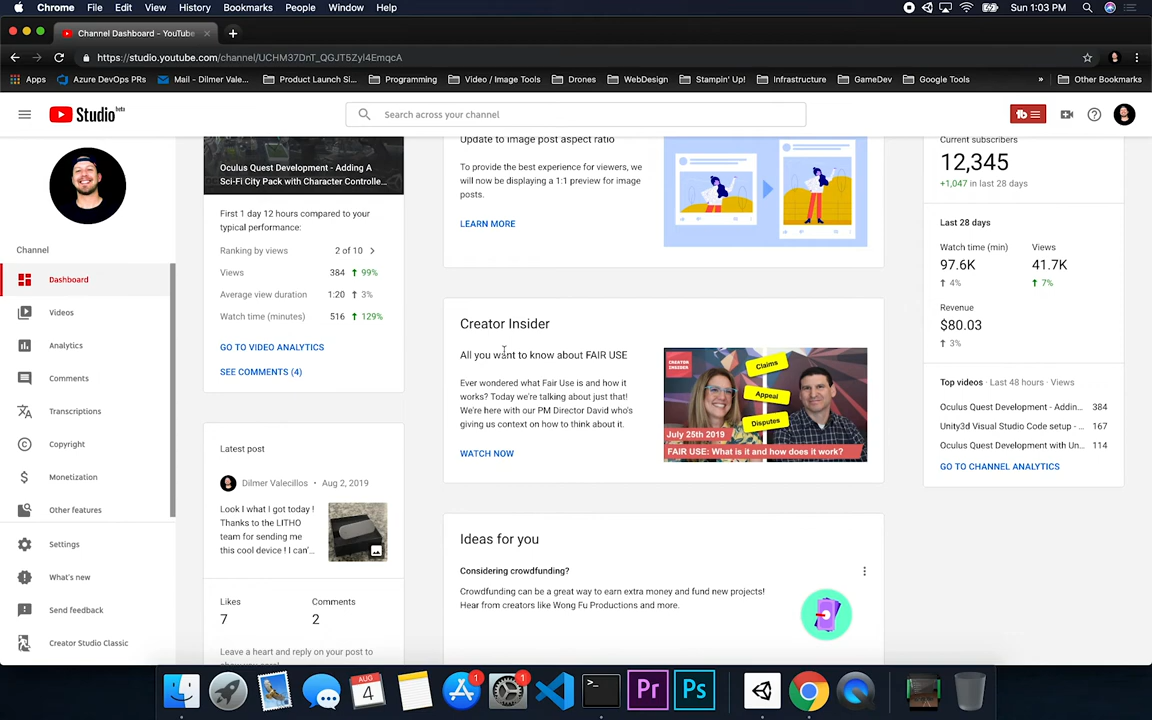 Chrome File Edit View History Bookmarks People Window Help Sun 1:03 PM
Channel Dashboard - YouTube
https://studio.youtube.com/channel/UCHM37DnT_QGJT5Zyl4EmqcA
Apps Azure DevOps PRs Mail - Dilmer Vale... Product Launch Si... Programming Video / Image Tools Drones WebDesign Stampin' Up! Infrastructure GameDev Google Tools » Other Bookmarks
Studio beta
Search across your channel
Channel
Dashboard
Videos
Analytics
Comments
Transcriptions
Copyright
Monetization
Other features
Settings
What's new
Send feedback
Creator Studio Classic
Oculus Quest Development - Adding A
Sci-Fi City Pack with Character Controlle...
First 1 day 12 hours compared to your
typical performance:
Ranking by views 2 of 10
Views 384 99%
Average view duration 1:20 3%
Watch time (minutes) 516 129%
GO TO VIDEO ANALYTICS
SEE COMMENTS (4)
Latest post
Dilmer Valecillos • Aug 2, 2019
Look I what I got today !
Thanks to the LITHO
team for sending me
this cool device ! I can'...
Likes Comments
7 2
Leave a heart and reply on your post to
Update to image post aspect ratio
To provide the best experience for viewers, we
will now be displaying a 1:1 preview for image
posts.
LEARN MORE
Creator Insider
All you want to know about FAIR USE
Ever wondered what Fair Use is and how it
works? Today we're talking about just that!
We're here with our PM Director David who's
giving us context on how to think about it.
WATCH NOW
CREATOR
INSIDER
Claims
Appeal
Disputes
July 25th 2019
FAIR USE: What is it and how does it work?
Ideas for you
Considering crowdfunding?
Crowdfunding can be a great way to earn extra money and fund new projects!
Hear from creators like Wong Fu Productions and more.
Current subscribers
12,345
+1,047 in last 28 days
Last 28 days
Watch time (min) Views
97.6K 41.7K
4% 7%
Revenue
$80.03
3%
Top videos · Last 48 hours · Views
Oculus Quest Development - Addin... 384
Unity3d Visual Studio Code setup - ... 167
Oculus Quest Development with Un... 114
GO TO CHANNEL ANALYTICS
AUG
4
1
1
Pr
Ps